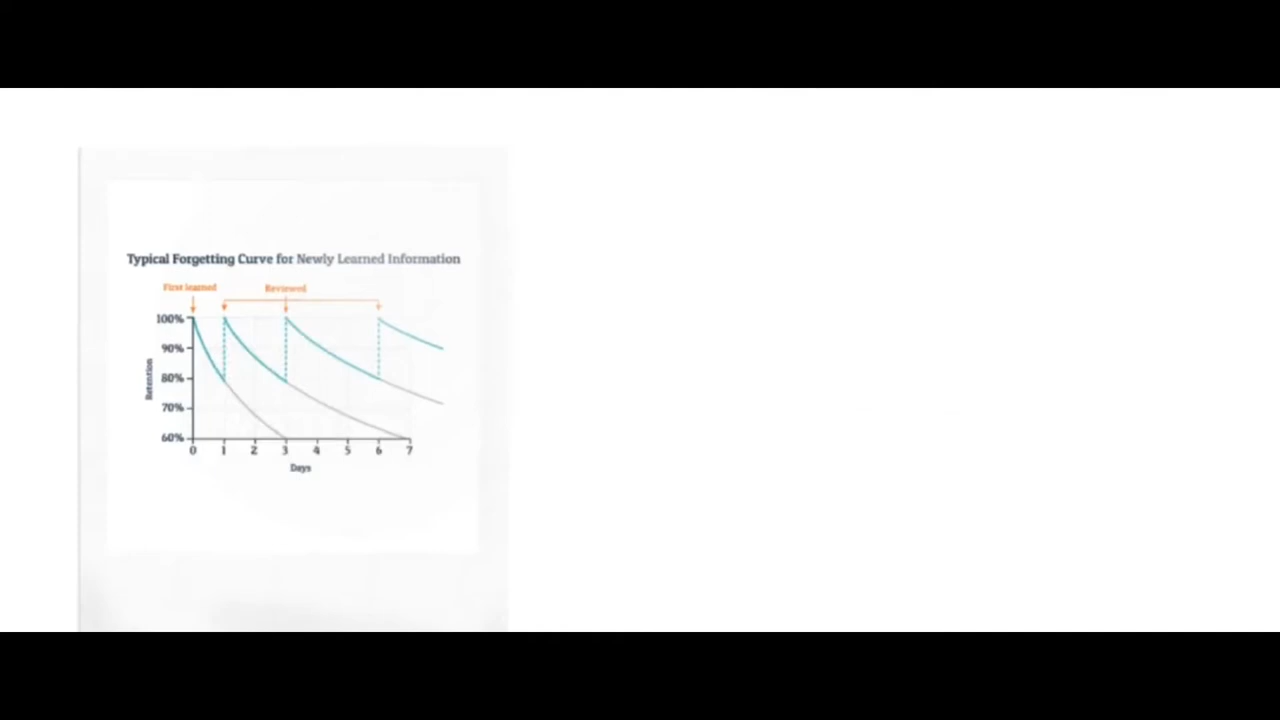 Typical Forgetting Curve for Newly Learned Information
First learned
Reviewed
100%
90%
80%
70%
60%
Retention
0 1 2 3 4 5 6 7
Days